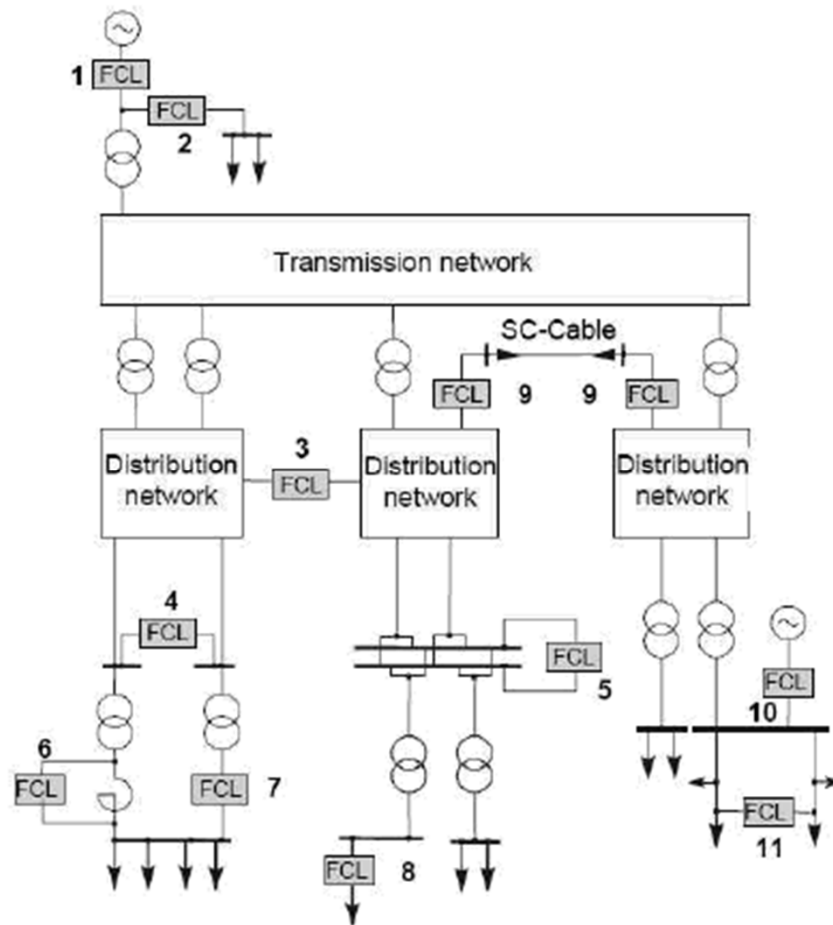 1 FCL
FCL
2
Transmission network
SC-Cable
FCL 9 9 FCL
3
Distribution network
FCL
Distribution network
Distribution network
4
FCL
FCL
5
FCL
10
6
FCL
FCL 7
FCL 8
FCL
11